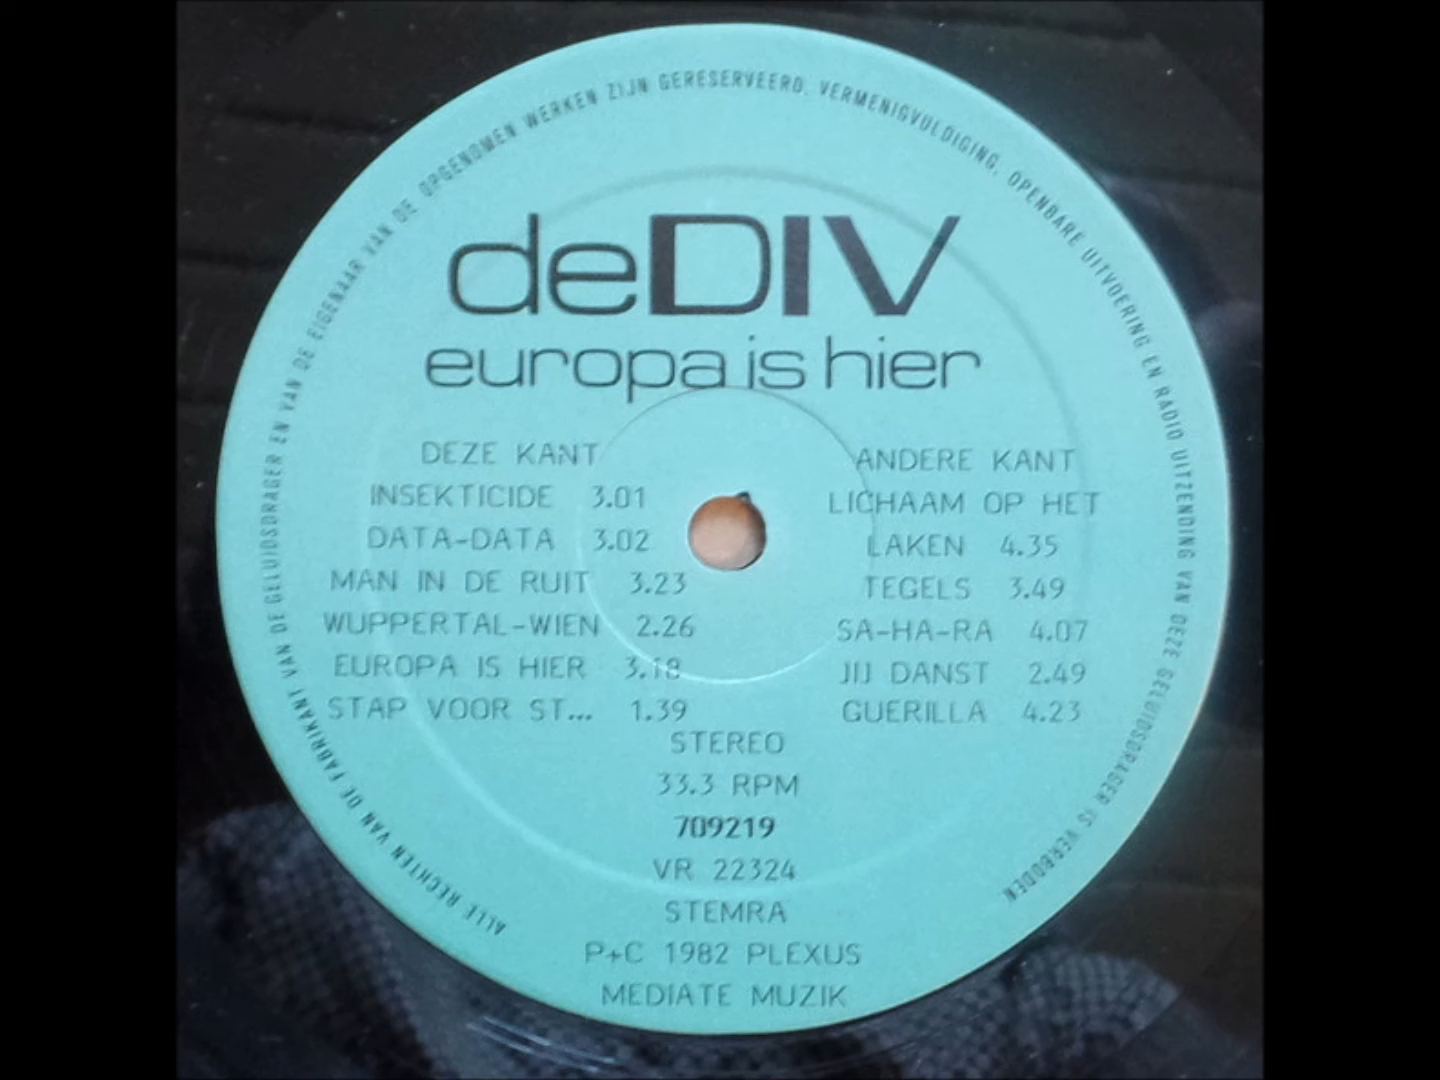 ALLE RECHTEN VAN DE FABRIKANT VAN DE GELUIDSDRAGER EN VAN DE EIGENAAR VAN DE OPGENOMEN WERKEN ZIJN GERESERVEERD. VERMENIGVULDIGING, OPENBARE UITVOERING EN RADIO UITZENDING VAN DEZE GELUIDSDRAGER IS VERBODEN
deDIV
europa is hier
DEZE KANT
INSEKTICIDE 3.01
DATA-DATA 3.02
MAN IN DE RUIT 3.23
WUPPERTAL-WIEN 2.26
EUROPA IS HIER 3.18
STAP VOOR ST... 1.39
ANDERE KANT
LICHAAM OP HET
LAKEN 4.35
TEGELS 3.49
SA-HA-RA 4.07
JIJ DANST 2.49
GUERILLA 4.23
STEREO
33.3 RPM
709219
VR 22324
STEMRA
P+C 1982 PLEXUS
MEDIATE MUZIK